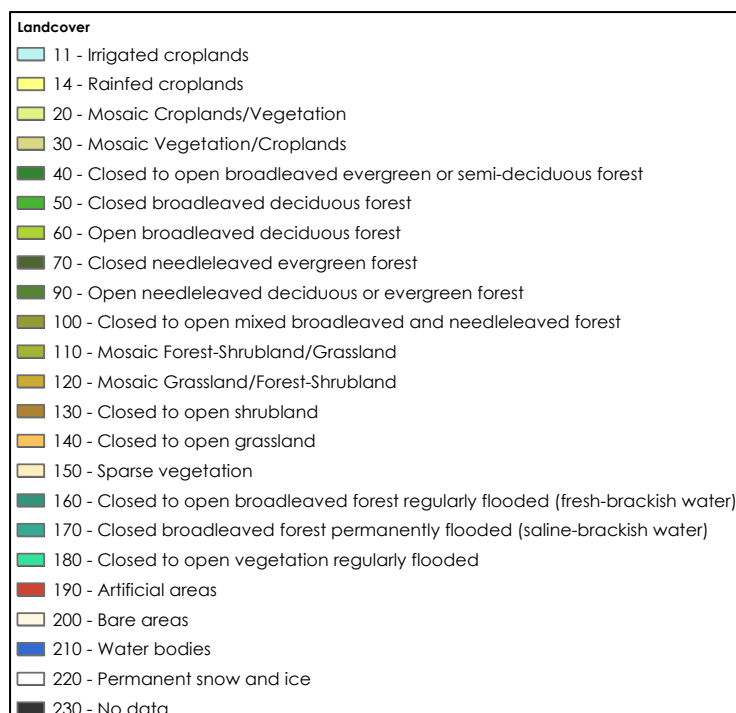 Landcover
11 - Irrigated croplands
14 - Rainfed croplands
20 - Mosaic Croplands/Vegetation
30 - Mosaic Vegetation/Croplands
40 - Closed to open broadleaved evergreen or semi-deciduous forest
50 - Closed broadleaved deciduous forest
60 - Open broadleaved deciduous forest
70 - Closed needleleaved evergreen forest
90 - Open needleleaved deciduous or evergreen forest
100 - Closed to open mixed broadleaved and needleleaved forest
110 - Mosaic Forest-Shrubland/Grassland
120 - Mosaic Grassland/Forest-Shrubland
130 - Closed to open shrubland
140 - Closed to open grassland
150 - Sparse vegetation
160 - Closed to open broadleaved forest regularly flooded (fresh-brackish water)
170 - Closed broadleaved forest permanently flooded (saline-brackish water)
180 - Closed to open vegetation regularly flooded
190 - Artificial areas
200 - Bare areas
210 - Water bodies
220 - Permanent snow and ice
230 - No data